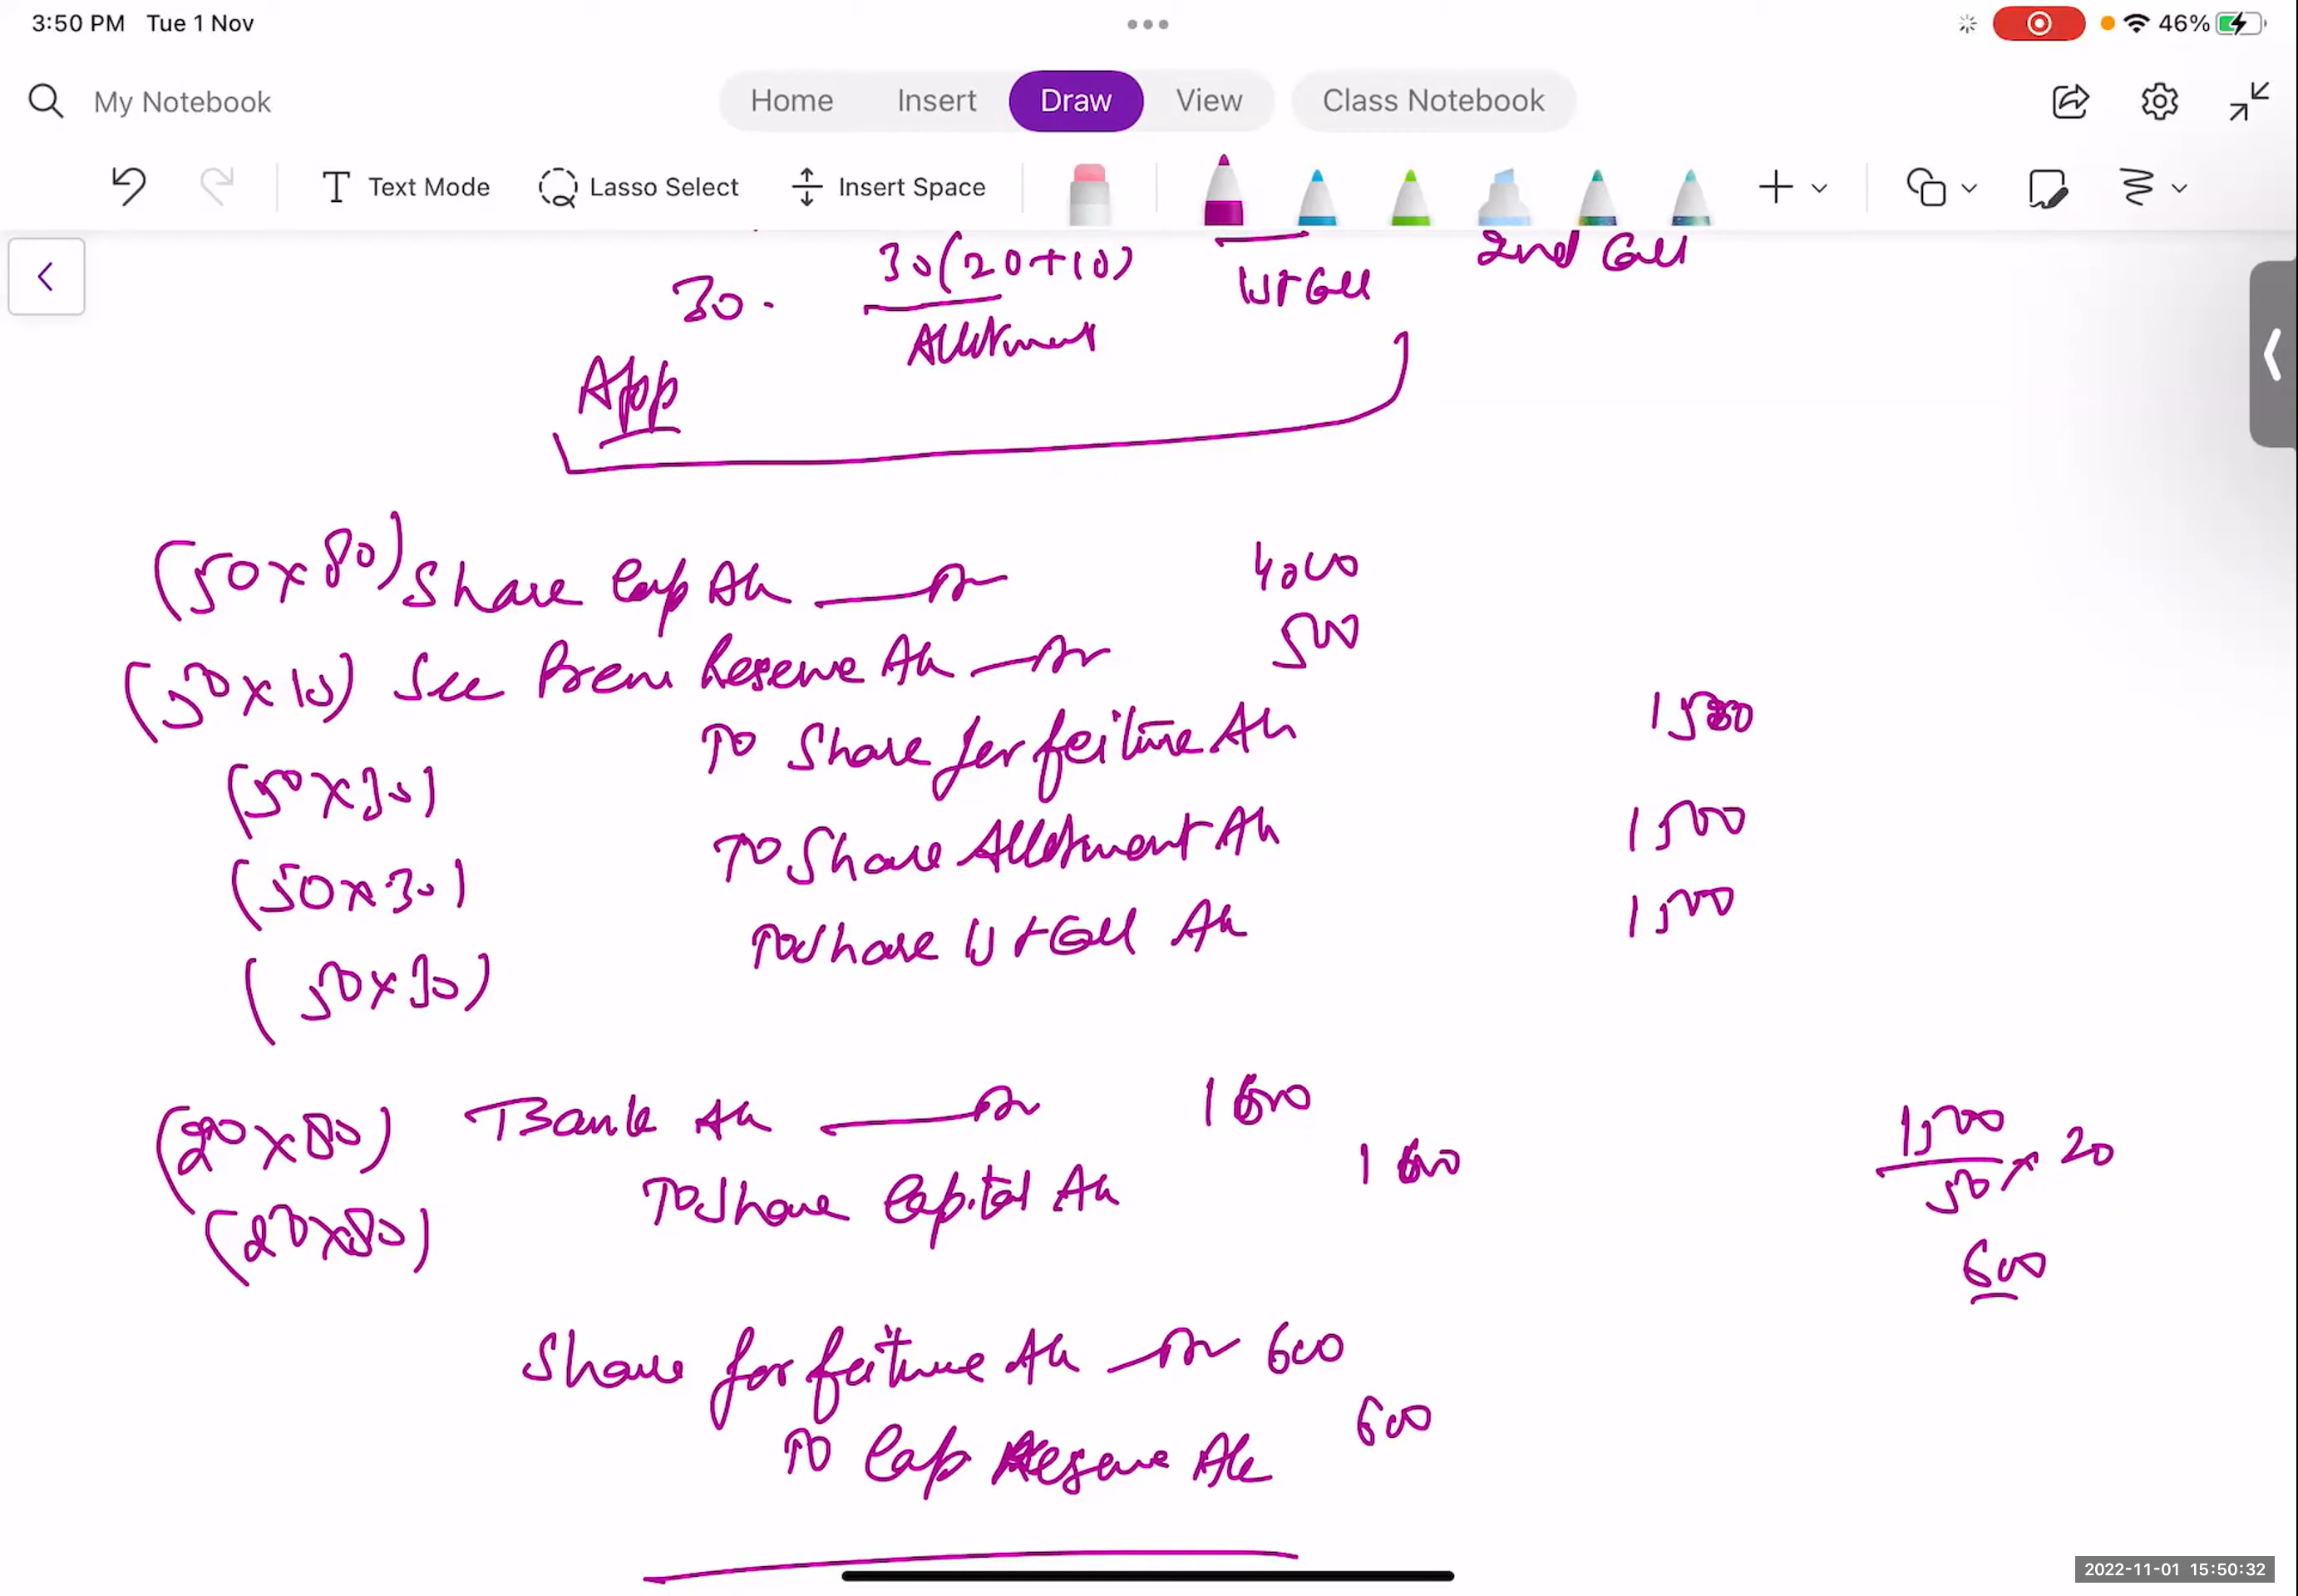 3:50 PM Tue 1 Nov 46%
My Notebook Home Insert Draw View Class Notebook
Text Mode Lasso Select Insert Space
30(20+10) 2nd Call
30. Allotment 1st Call
App
(50×80) Share Cap A/c Dr 4000
(50×10) Sec Prem Reserve A/c Dr 500
To Share forfeiture A/c 1500
(50×30)
To Share Allotment A/c 1500
(50×30)
To Share 1st Call A/c 1500
(50×30)
(20×80) Bank A/c Dr 1600
To Share Capital A/c 1600
(20×80)
1500
50 × 20
600
Share forfeiture A/c Dr 600
To Cap Reserve A/c 600
2022-11-01 15:50:32